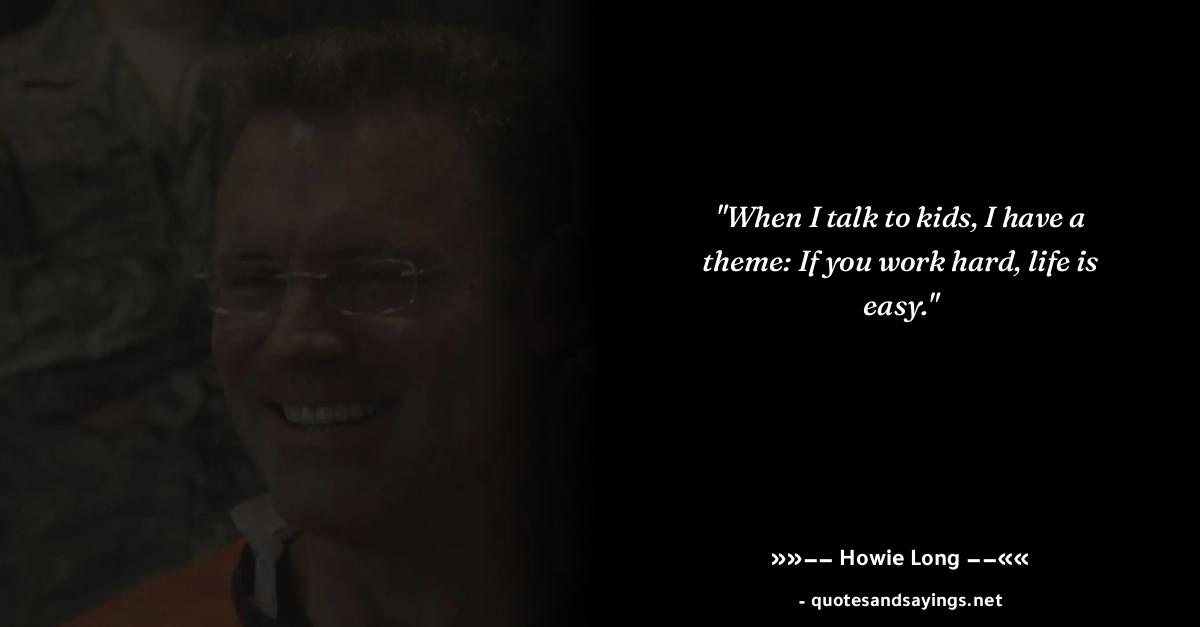 "When I talk to kids, I have a
theme: If you work hard, life is
easy."
»»–– Howie Long ––««
- quotesandsayings.net